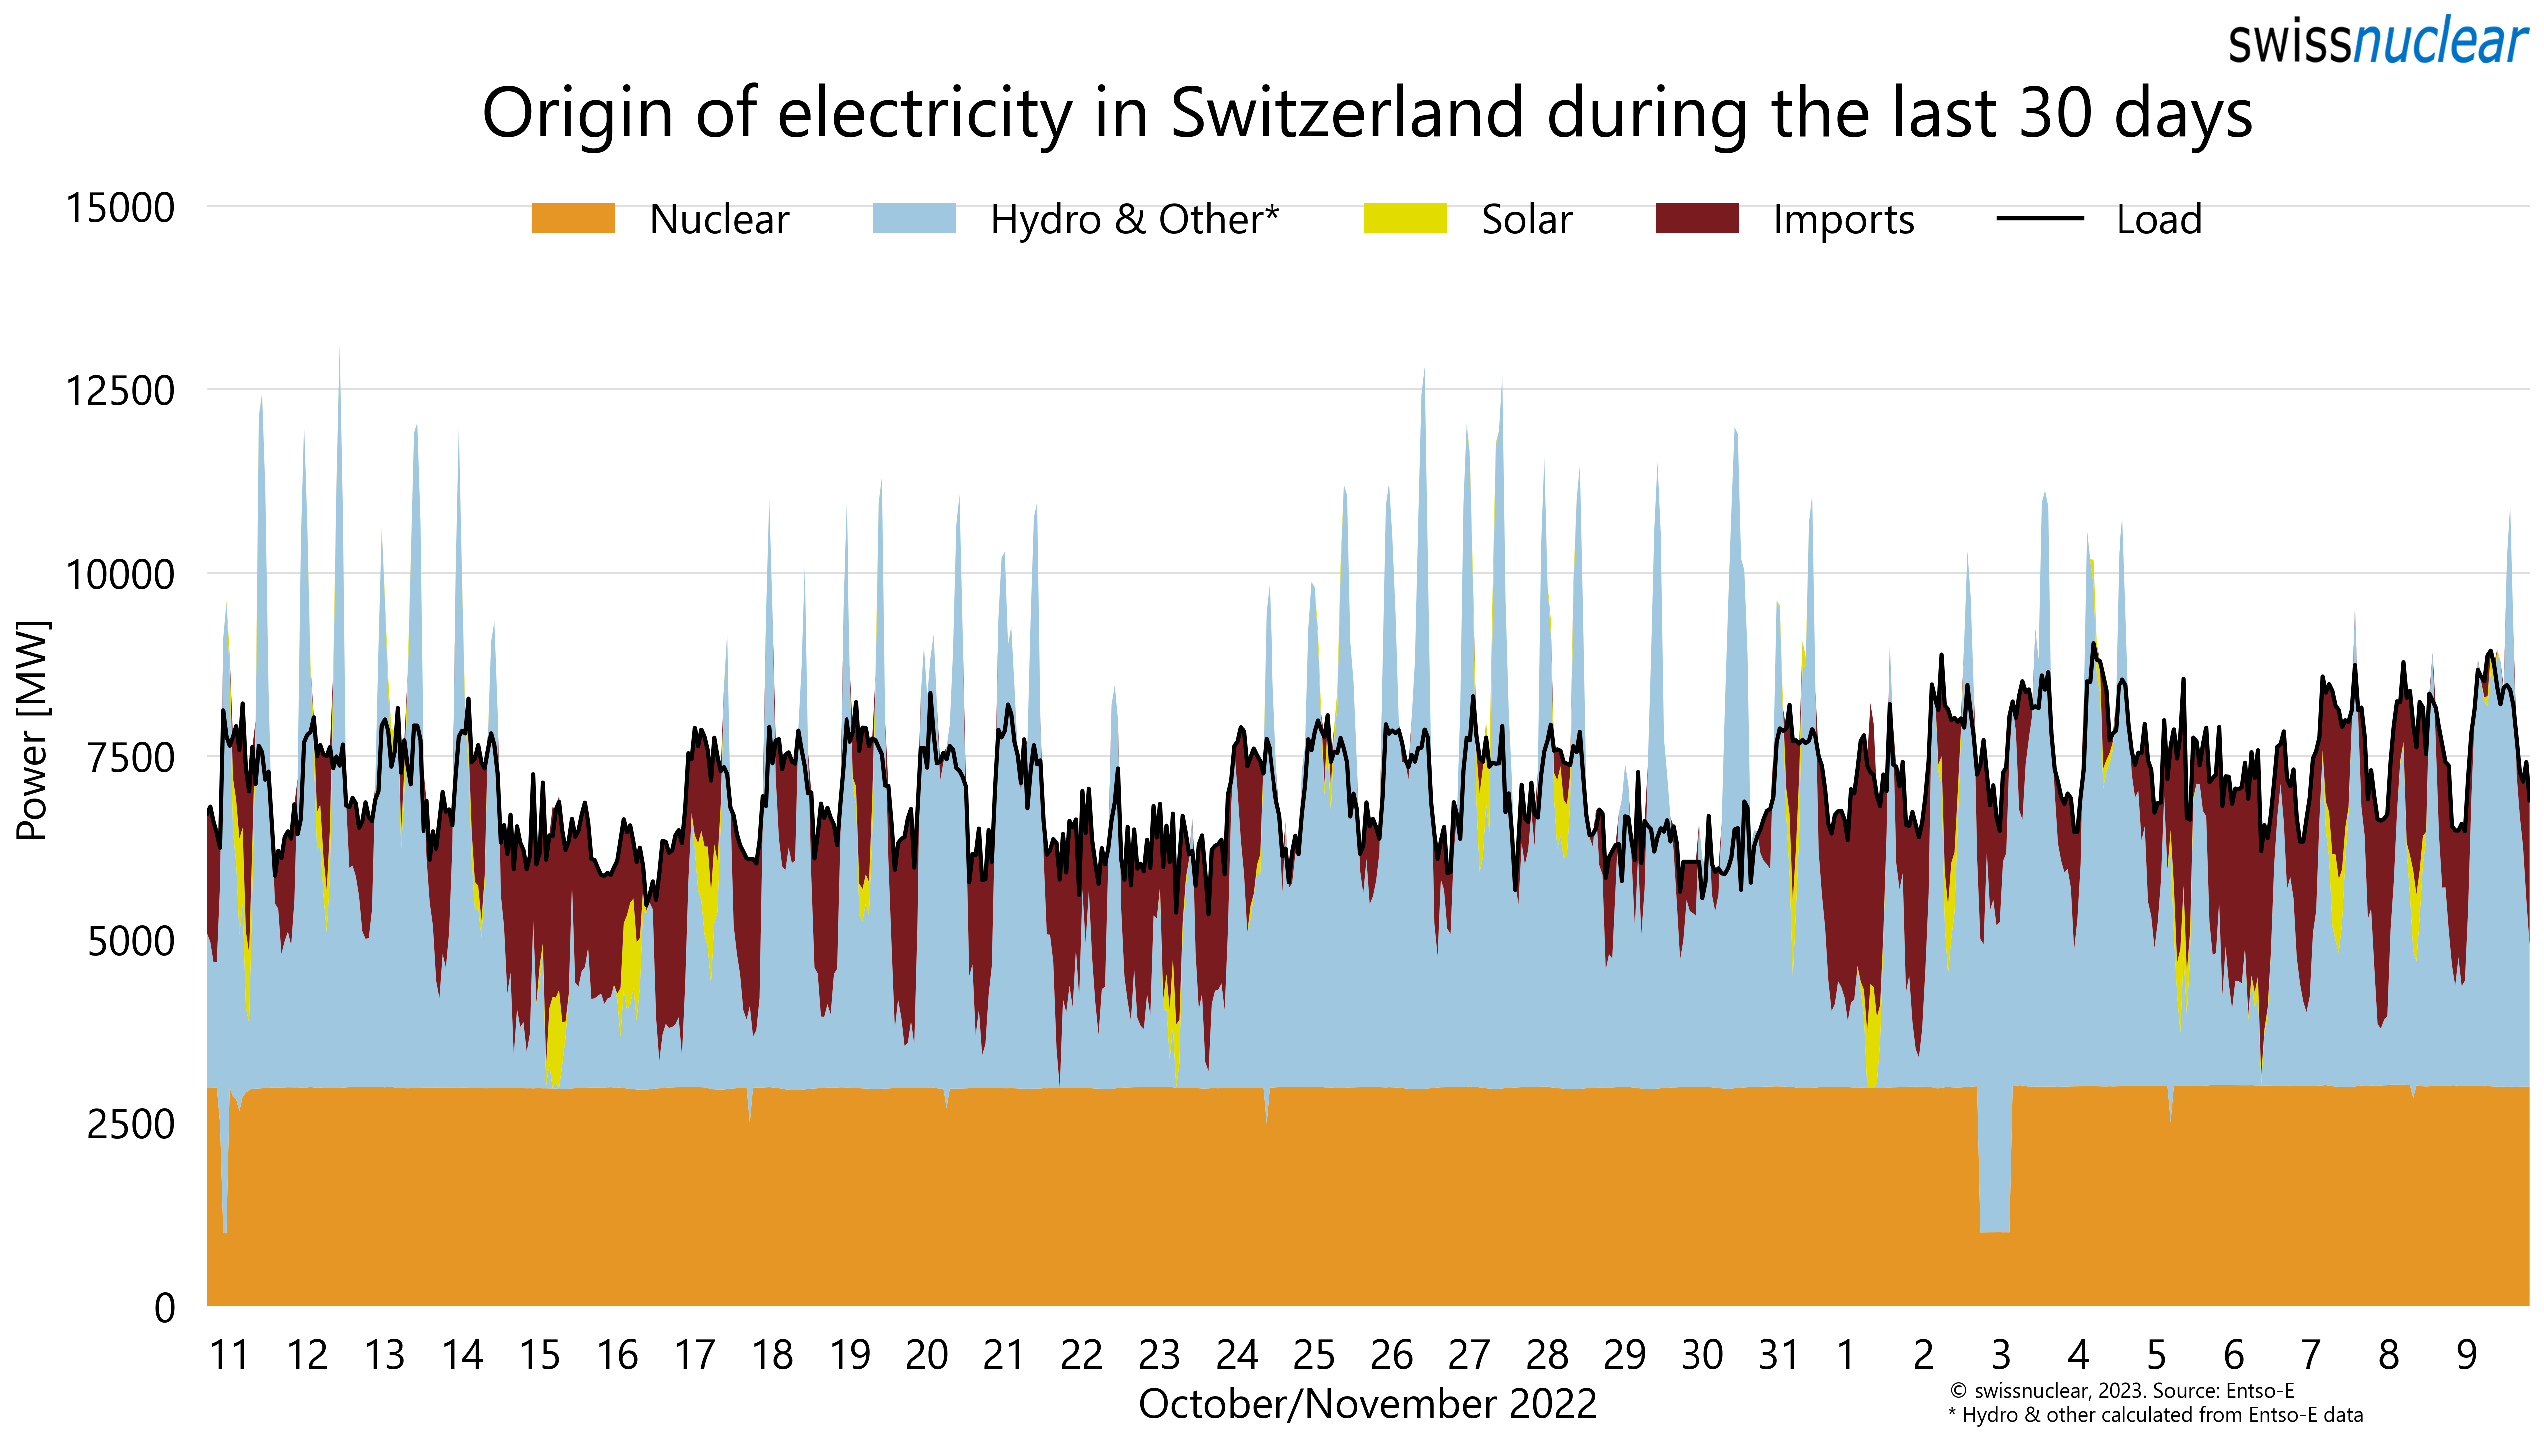 swissnuclear
Origin of electricity in Switzerland during the last 30 days
Nuclear Hydro & Other* Solar Imports Load
15000
12500
10000
7500
5000
2500
0
Power [MW]
11 12 13 14 15 16 17 18 19 20 21 22 23 24 25 26 27 28 29 30 31 1 2 3 4 5 6 7 8 9
October/November 2022
© swissnuclear, 2023. Source: Entso-E
* Hydro & other calculated from Entso-E data